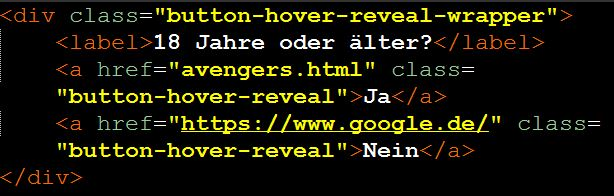 <div class="button-hover-reveal-wrapper">
<label>18 Jahre oder älter?</label>
<a href="avengers.html" class=
"button-hover-reveal">Ja</a>
<a href="https://www.google.de/" class=
"button-hover-reveal">Nein</a>
</div>